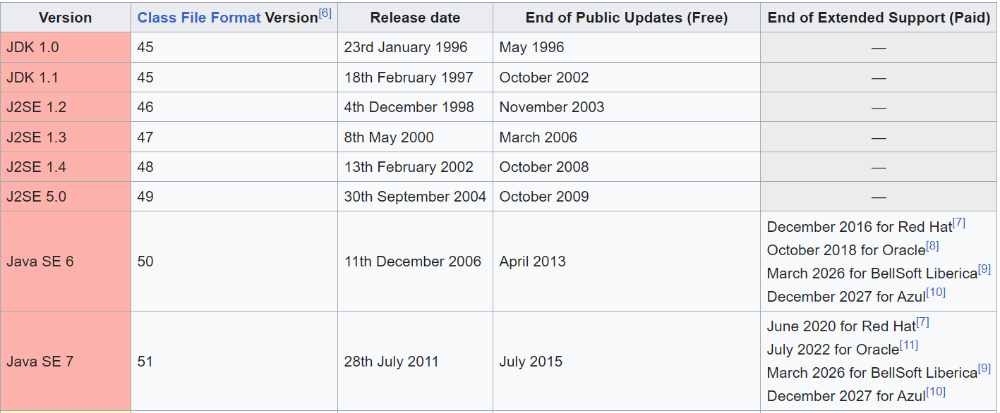 Version Class File Format Version[6] Release date End of Public Updates (Free) End of Extended Support (Paid)
JDK 1.0 45 23rd January 1996 May 1996 —
JDK 1.1 45 18th February 1997 October 2002 —
J2SE 1.2 46 4th December 1998 November 2003 —
J2SE 1.3 47 8th May 2000 March 2006 —
J2SE 1.4 48 13th February 2002 October 2008 —
J2SE 5.0 49 30th September 2004 October 2009 —
Java SE 6 50 11th December 2006 April 2013
December 2016 for Red Hat[7]
October 2018 for Oracle[8]
March 2026 for BellSoft Liberica[9]
December 2027 for Azul[10]
Java SE 7 51 28th July 2011 July 2015
June 2020 for Red Hat[7]
July 2022 for Oracle[11]
March 2026 for BellSoft Liberica[9]
December 2027 for Azul[10]